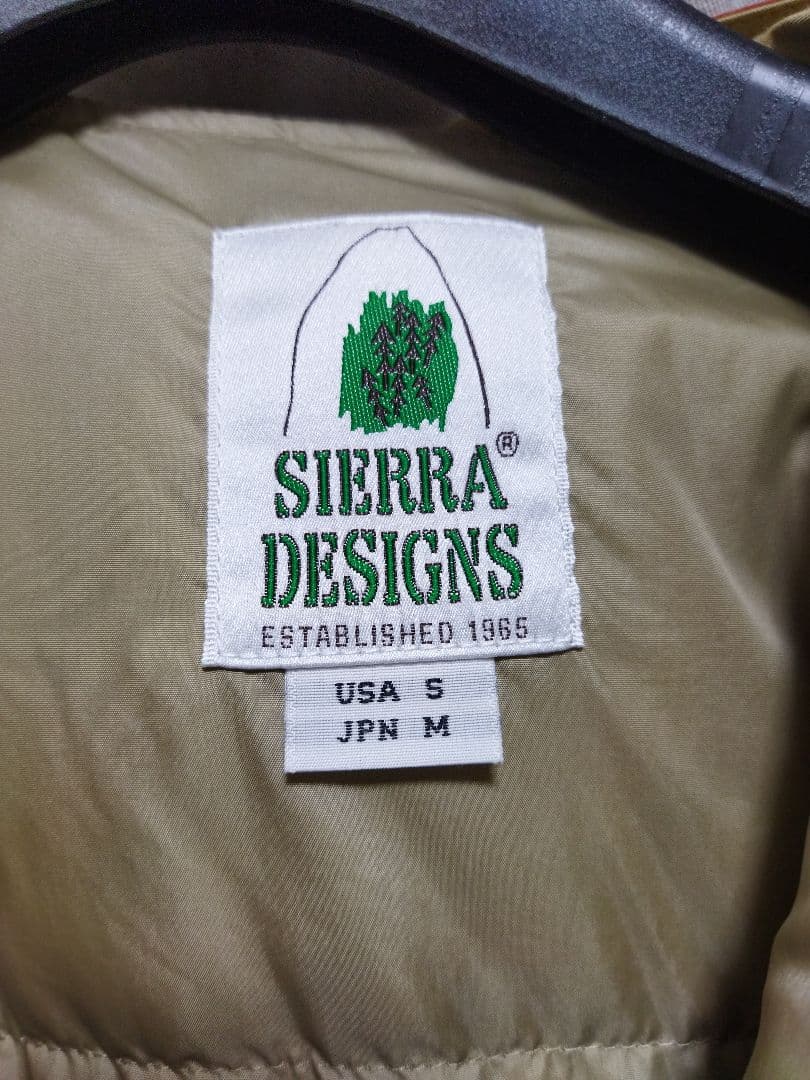 SIERRA®
DESIGNS
ESTABLISHED 1965
USA S
JPN M